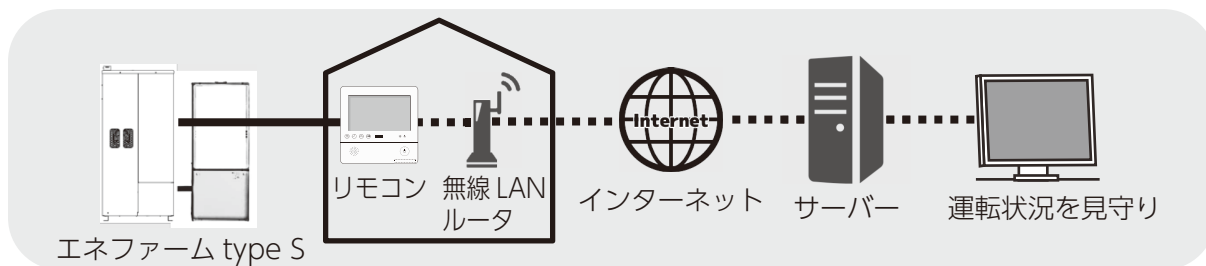 Internet
リモコン
無線 LAN
ルータ
インターネット
サーバー
運転状況を見守り
エネファーム type S